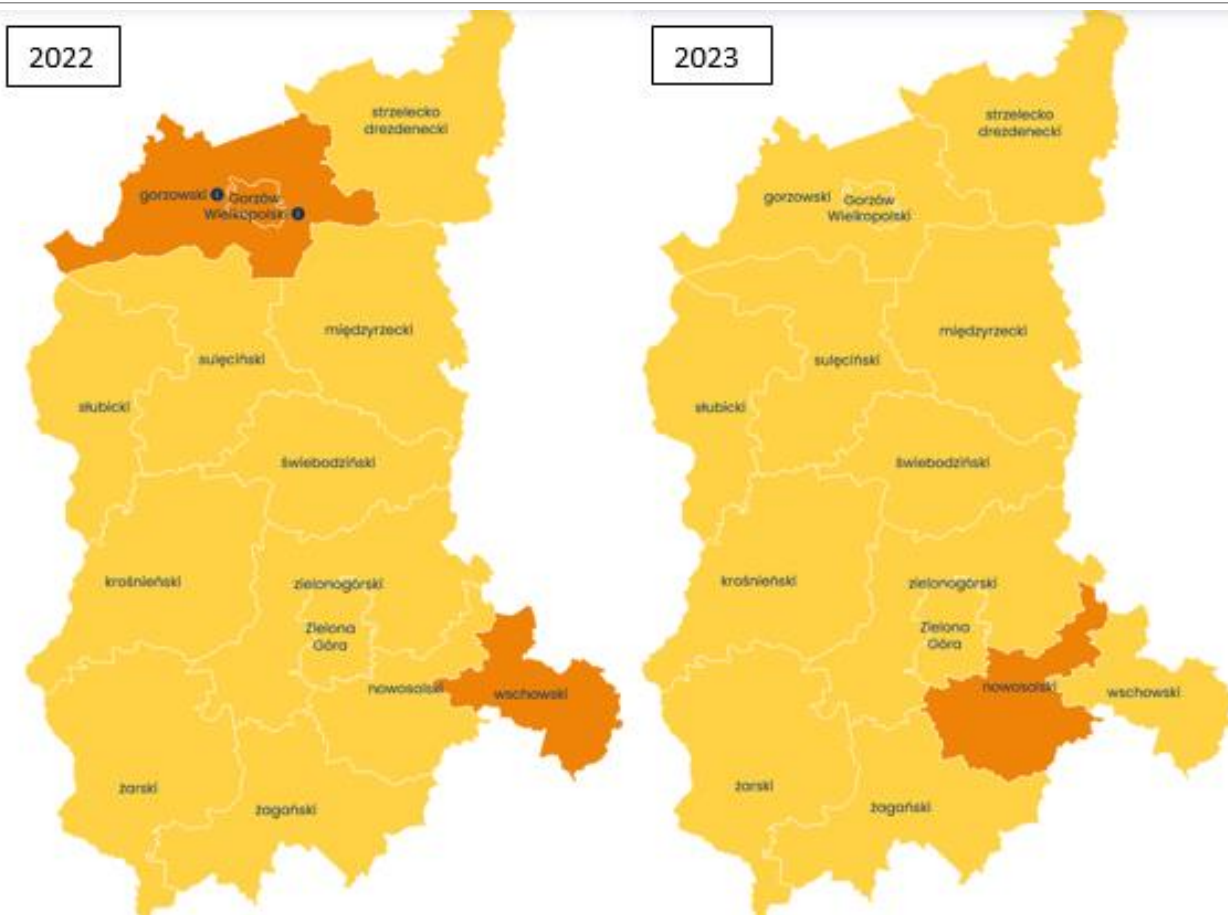 2022
strzelecko
drezdenecki
gorzowski
Gorzów
Wielkopolski
międzyrzecki
sulęciński
słubicki
świebodziński
krośnieński
zielonogórski
Zielona
Góra
nowosolski
wschowski
żarski
żagański
2023
strzelecko
drezdenecki
gorzowski
Gorzów
Wielkopolski
międzyrzecki
sulęciński
słubicki
świebodziński
krośnieński
zielonogórski
Zielona
Góra
nowosolski
wschowski
żarski
żagański